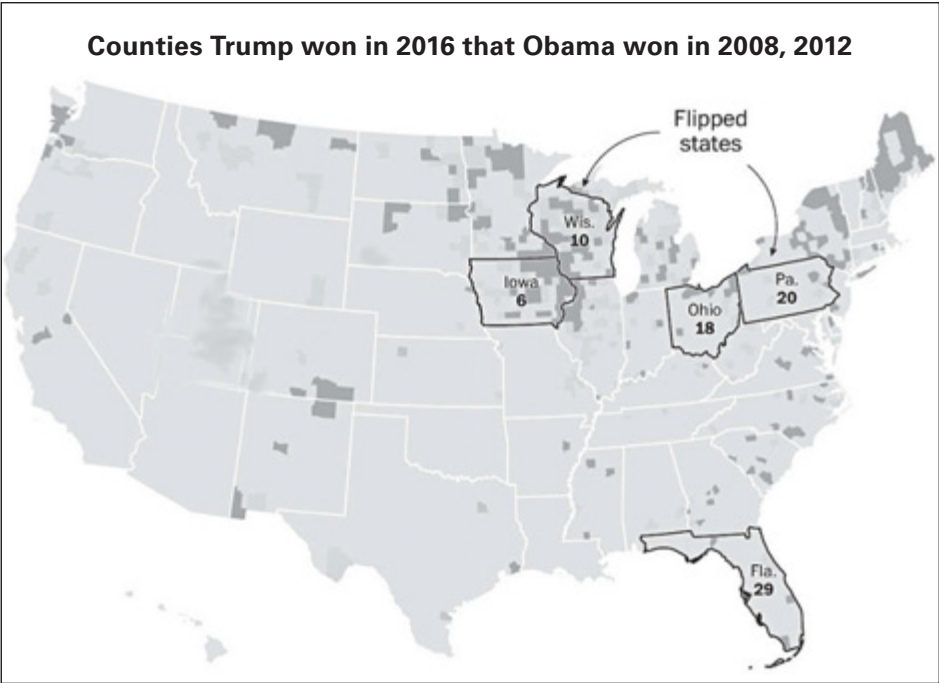 Counties Trump won in 2016 that Obama won in 2008, 2012
Flipped
states
Wis.
10
Iowa
6
Pa.
20
Ohio
18
Fla.
29